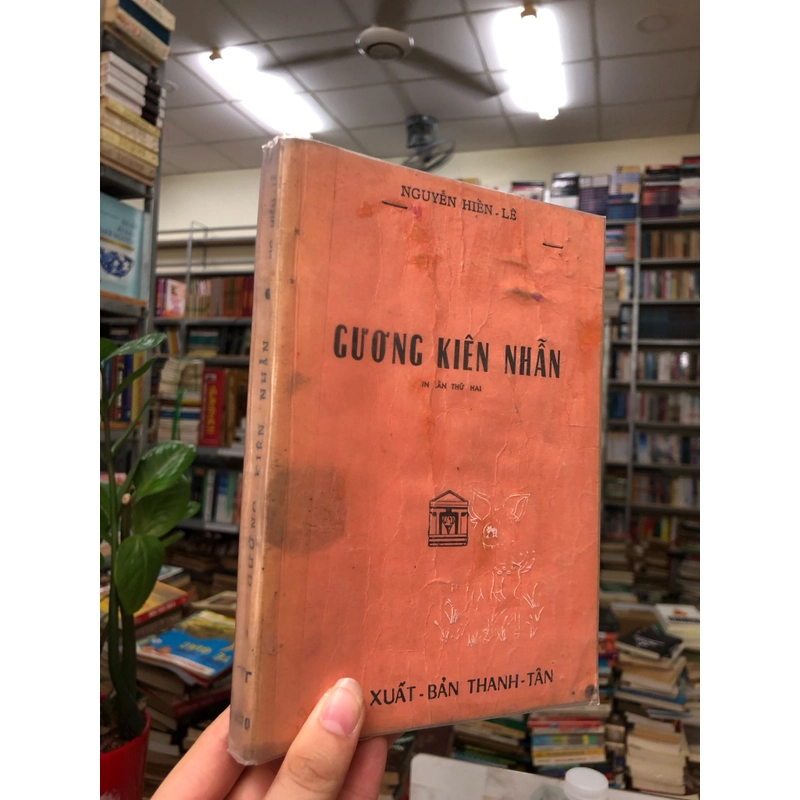 NGUYỄN HIẾN-LÊ
GƯƠNG KIÊN NHẪN
IN LẦN THỨ HAI
XUẤT-BẢN THANH-TÂN